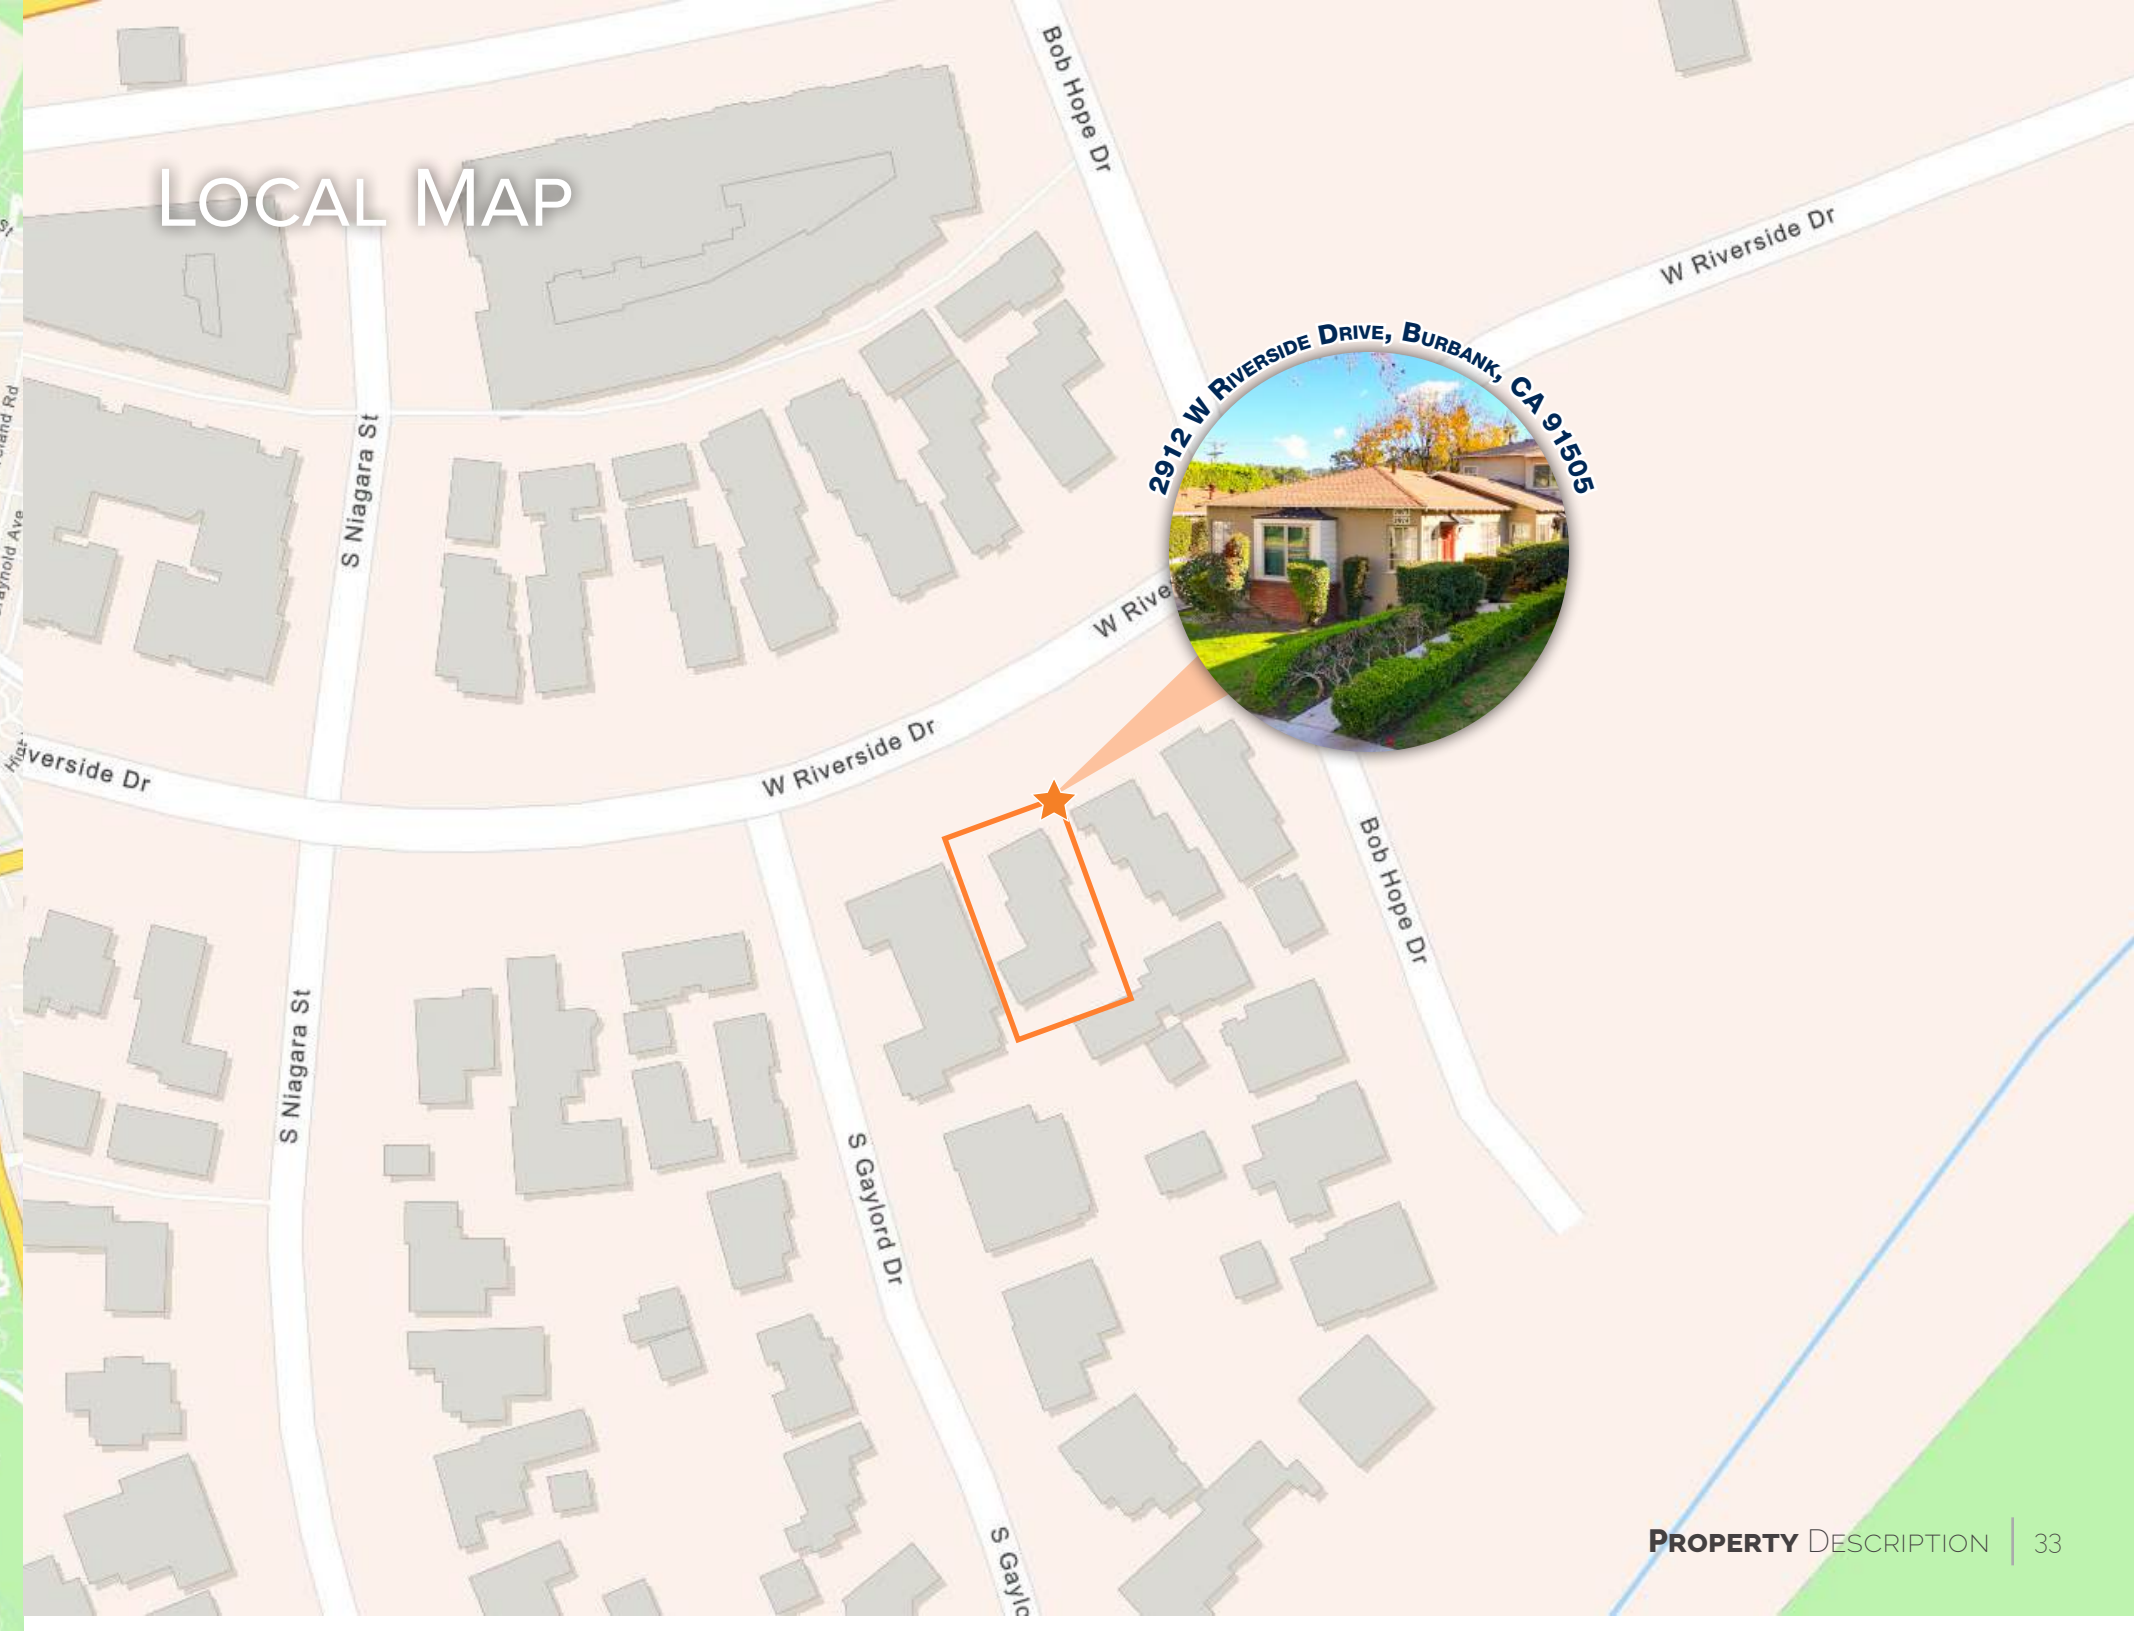 LOCAL MAP
Bob Hope Dr
W Riverside Dr
2912 W RIVERSIDE DRIVE, BURBANK, CA 91505
S Niagara St
W Rive
W Riverside Dr
verside Dr
Bob Hope Dr
S Niagara St
S Gaylord Dr
S Gaylo
PROPERTY DESCRIPTION | 33